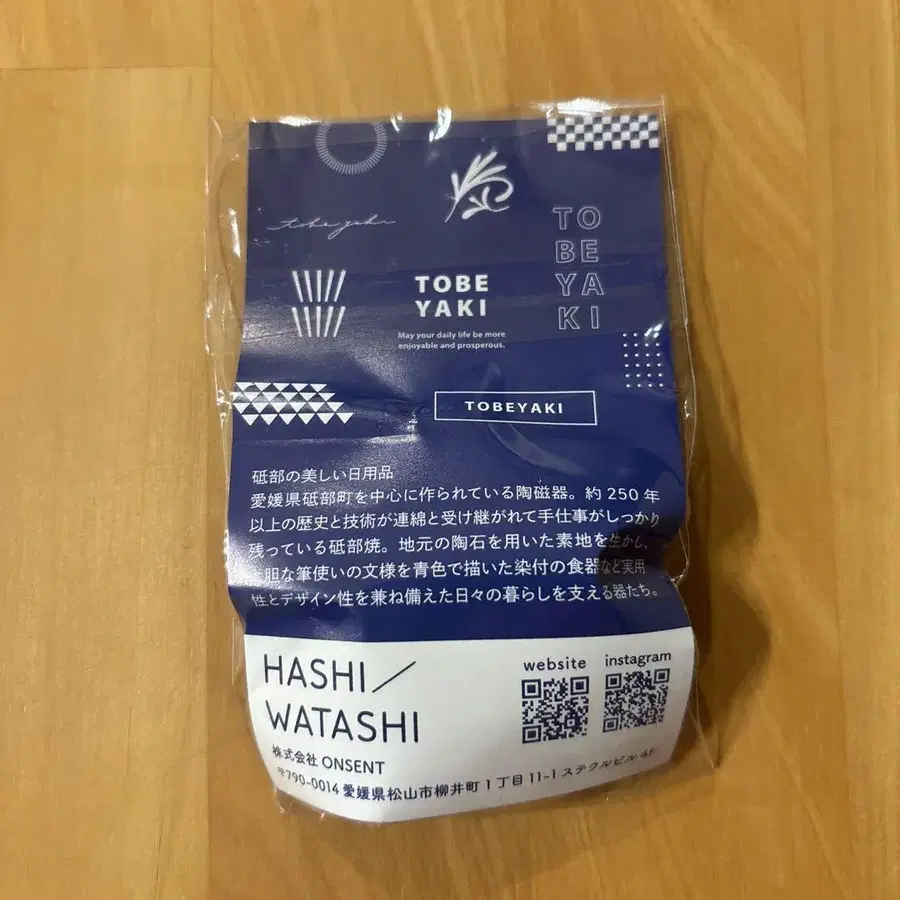 tobe yaki
TO
BE
YA
KI
TOBE
YAKI
May your daily life be more
enjoyable and prosperous.
TOBEYAKI
砥部の美しい日用品
愛媛県砥部町を中心に作られている陶磁器。約250年
以上の歴史と技術が連綿と受け継がれて手仕事がしっかり
残っている砥部焼。地元の陶石を用いた素地を生かし、
胆な筆使いの文様を青色で描いた染付の食器など実用
性とデザイン性を兼ね備えた日々の暮らしを支える器たち。
HASHI/
WATASHI
website
instagram
株式会社 ONSENT
〒790-0014 愛媛県松山市柳井町1丁目11-1 ステクルビル 4F